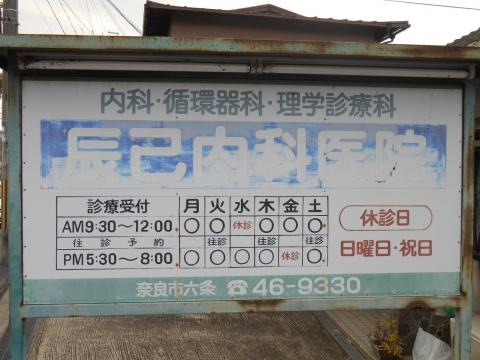 内科・循環器科・理学診療科
辰己内科医院
診療受付 月 火 水 木 金 土
AM9:30～12:00 ○ ○ 休診 ○ ○ ○
往診予約 往診 往診 往診
PM5:30～8:00 ○ ○ ○ ○ 休診 ○
休診日
日曜日・祝日
奈良市六条 ☎46-9330